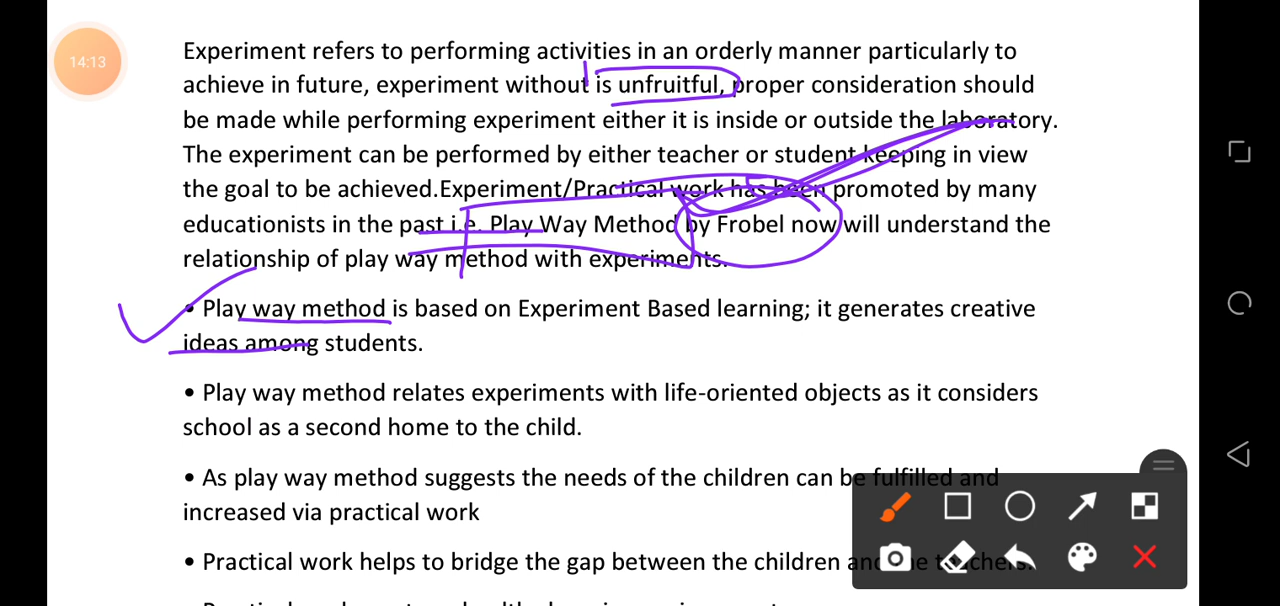 14:13
Experiment refers to performing activities in an orderly manner particularly to
achieve in future, experiment without is unfruitful, proper consideration should
be made while performing experiment either it is inside or outside the laboratory.
The experiment can be performed by either teacher or student keeping in view
the goal to be achieved.Experiment/Practical work has been promoted by many
educationists in the past i.e. Play Way Method by Frobel now will understand the
relationship of play way method with experiments.
• Play way method is based on Experiment Based learning; it generates creative
ideas among students.
• Play way method relates experiments with life-oriented objects as it considers
school as a second home to the child.
• As play way method suggests the needs of the children can be fulfilled and
increased via practical work
• Practical work helps to bridge the gap between the children and the teachers.